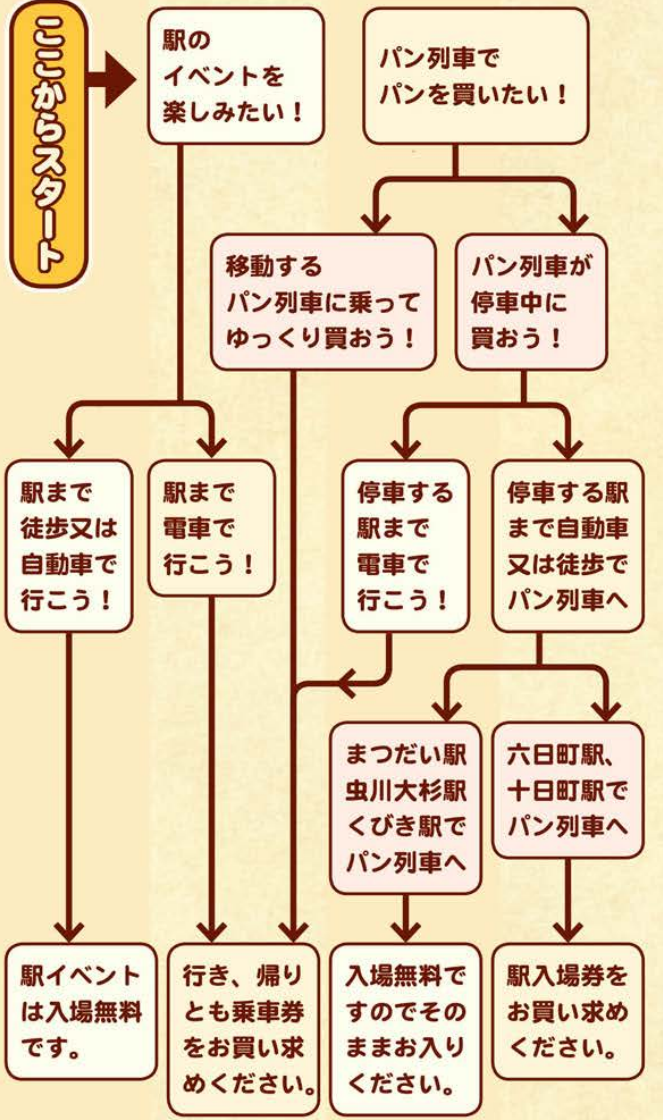 ここからスタート
駅の
イベントを
楽しみたい！
パン列車で
パンを買いたい！
移動する
パン列車に乗って
ゆっくり買おう！
パン列車が
停車中に
買おう！
駅まで
徒歩又は
自動車で
行こう！
駅まで
電車で
行こう！
停車する
駅まで
電車で
行こう！
停車する駅
まで自動車
又は徒歩で
パン列車へ
まつだい駅
虫川大杉駅
くびき駅で
パン列車へ
六日町駅、
十日町駅で
パン列車へ
駅イベント
は入場無料
です。
行き、帰り
とも乗車券
をお買い求
めください。
入場無料で
すのでその
ままお入り
ください。
駅入場券を
お買い求め
ください。